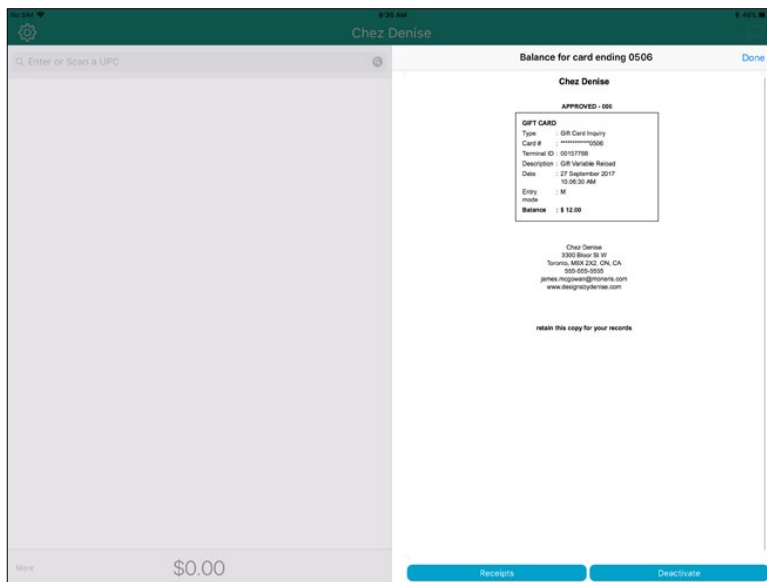 No SIM 9:35 AM 46%
Chez Denise
Enter or Scan a UPC
Balance for card ending 0506 Done
Chez Denise
APPROVED - 000
GIFT CARD
Type : Gift Card Inquiry
Card # : ************0506
Terminal ID : 00157788
Description : Gift Variable Reload
Date : 27 September 2017
10:06:30 AM
Entry : M
mode
Balance : $ 12.00
Chez Denise
3300 Bloor St W
Toronto, M8X 2X2, ON, CA
555-555-5555
james.mcgowan@moneris.com
www.designsbydenise.com
retain this copy for your records
More $0.00
Receipts Deactivate